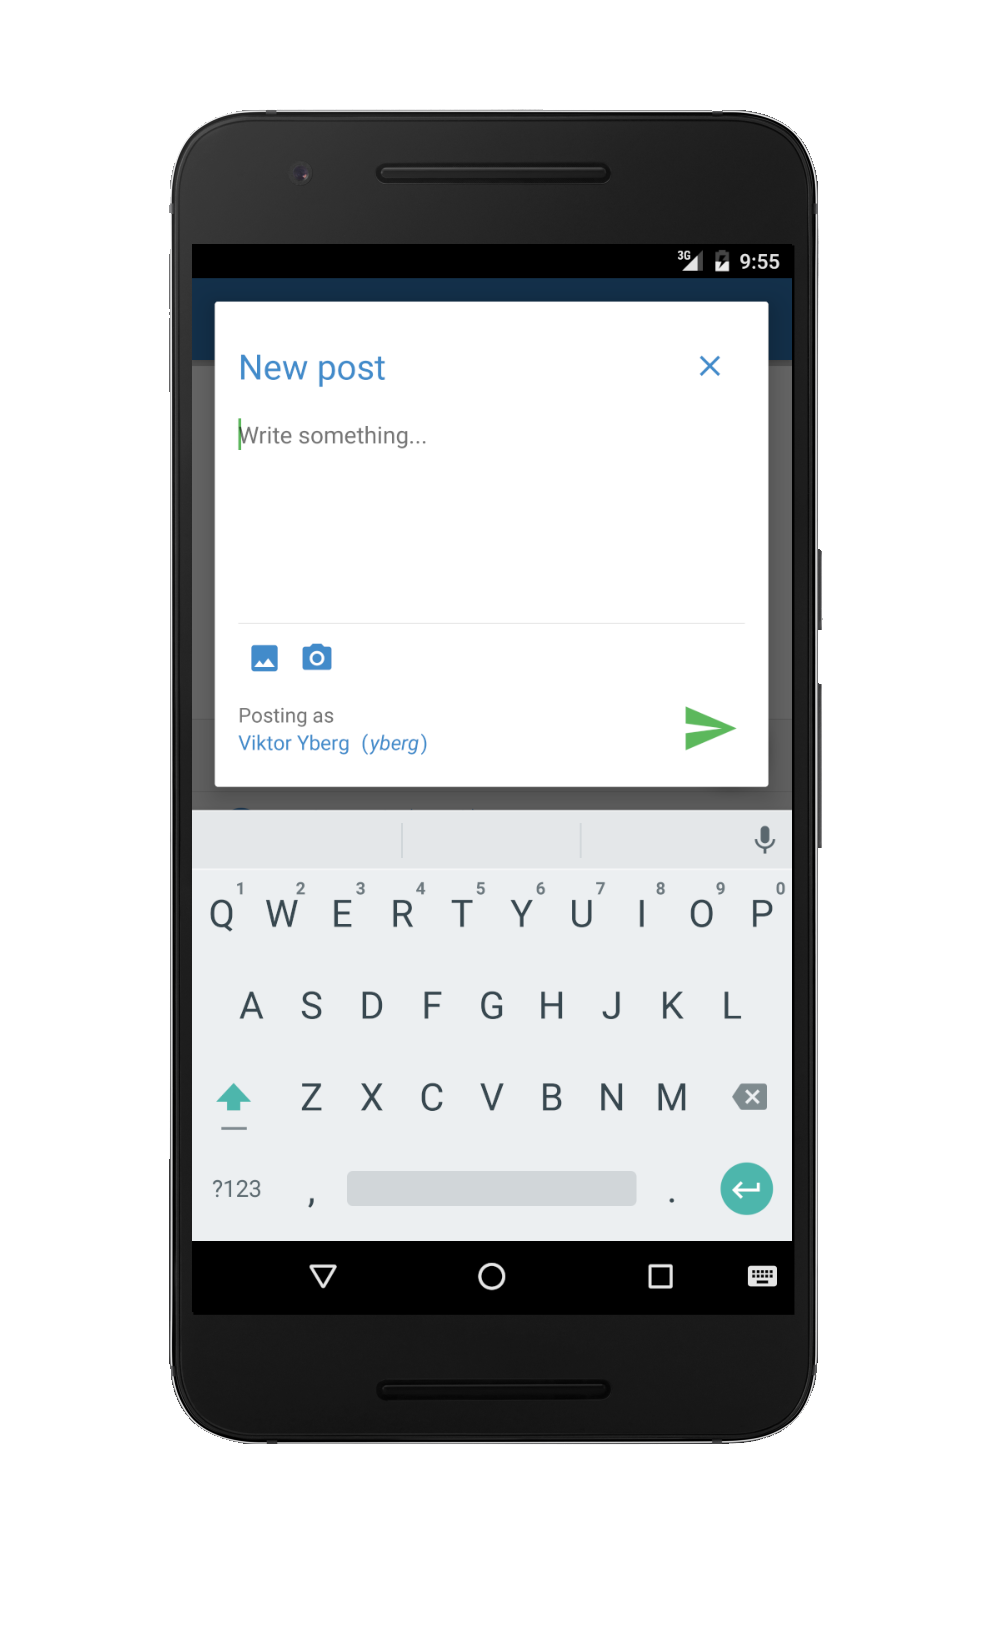 3G 9:55
New post
Write something...
Posting as
Viktor Yberg (yberg)
1 2 3 4 5 6 7 8 9 0
Q W E R T Y U I O P
A S D F G H J K L
Z X C V B N M
?123 , .